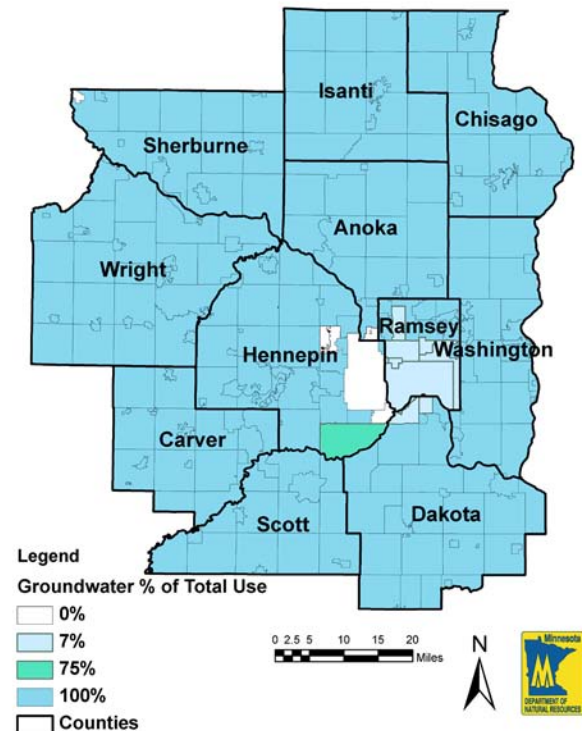 Isanti
Chisago
Sherburne
Anoka
Wright
Ramsey
Hennepin
Washington
Carver
Scott
Dakota
Legend
Groundwater % of Total Use
0%
7%
75%
100%
Counties
0 2.5 5 10 15 20
Miles
N
Minnesota
DEPARTMENT OF
NATURAL RESOURCES